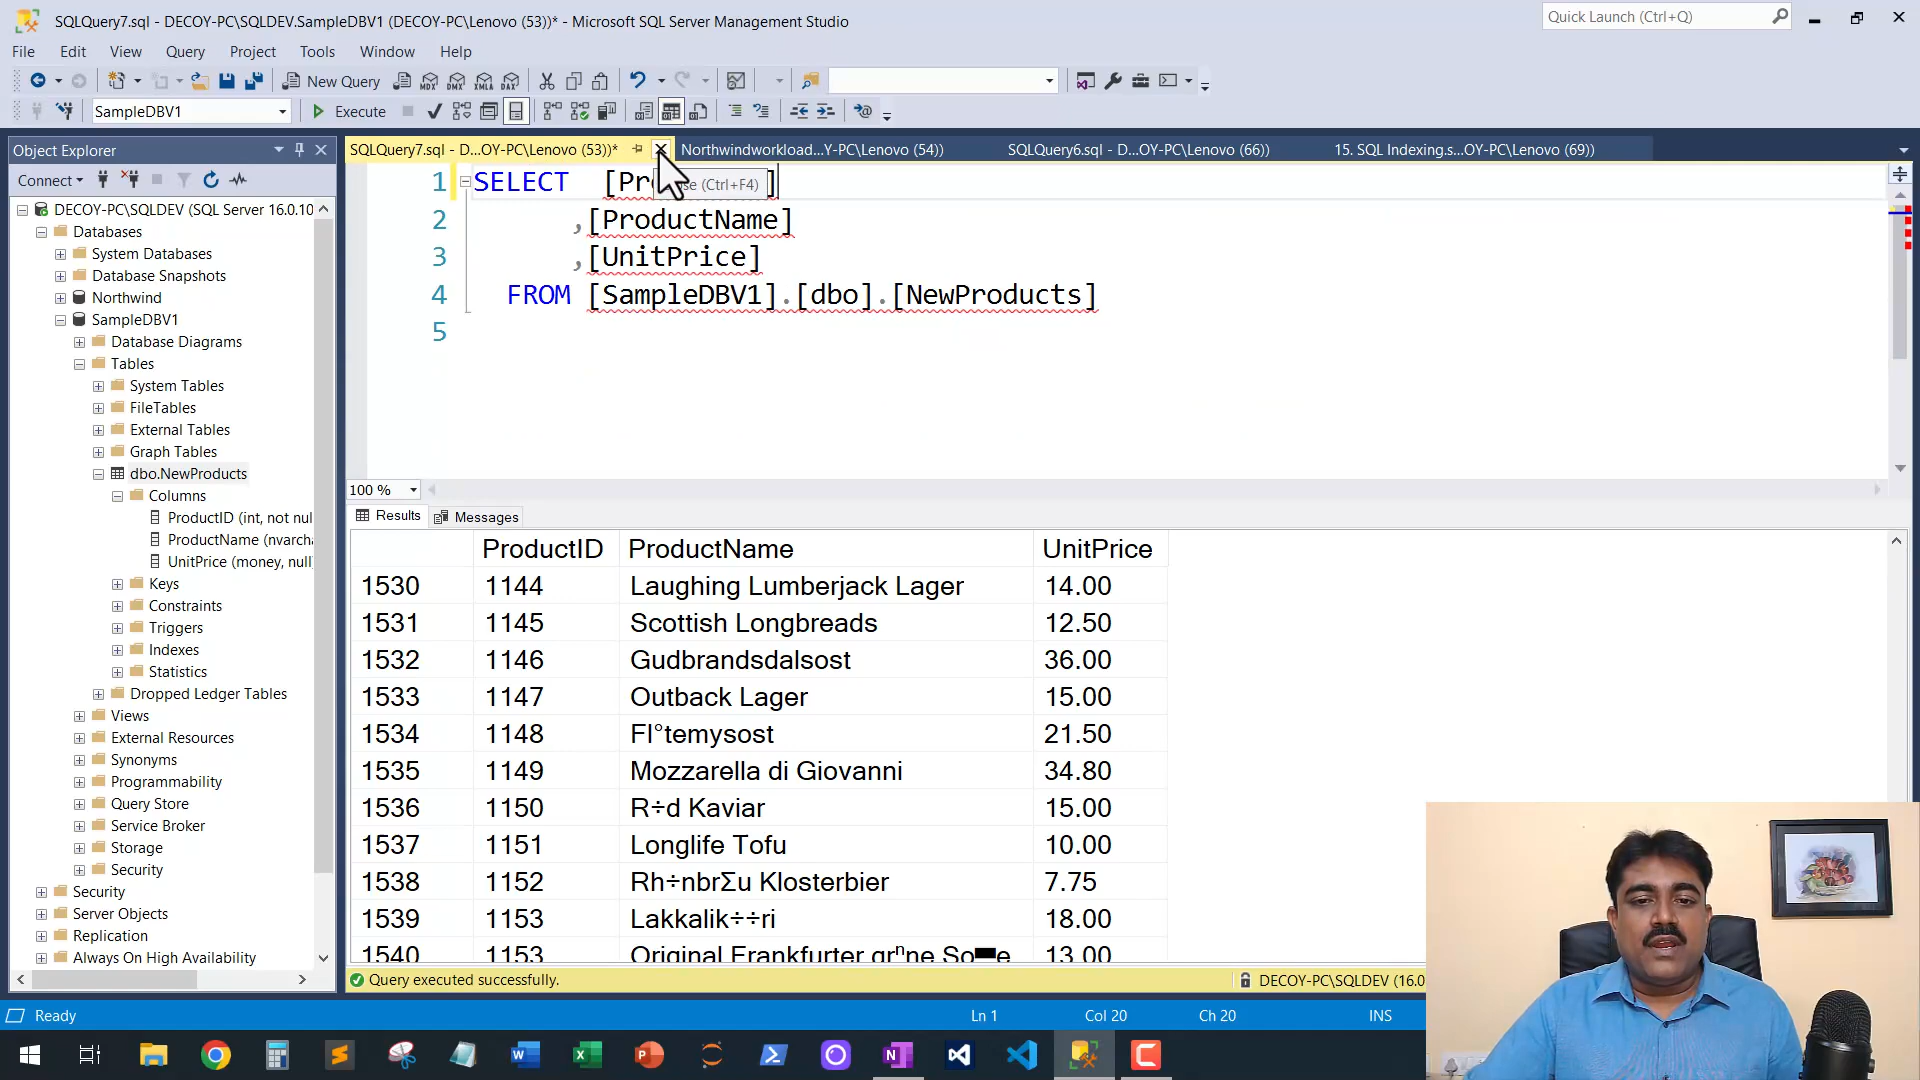 SQLQuery7.sql - DECOY-PC\SQLDEV.SampleDBV1 (DECOY-PC\Lenovo (53))* - Microsoft SQL Server Management Studio
Quick Launch (Ctrl+Q)
File Edit View Query Project Tools Window Help
New Query
SampleDBV1
Execute
Object Explorer
Connect
DECOY-PC\SQLDEV (SQL Server 16.0.10
Databases
System Databases
Database Snapshots
Northwind
SampleDBV1
Database Diagrams
Tables
System Tables
FileTables
External Tables
Graph Tables
dbo.NewProducts
Columns
ProductID (int, not nul
ProductName (nvarcha
UnitPrice (money, null
Keys
Constraints
Triggers
Indexes
Statistics
Dropped Ledger Tables
Views
External Resources
Synonyms
Programmability
Query Store
Service Broker
Storage
Security
Security
Server Objects
Replication
Always On High Availability
SQLQuery7.sql - D...OY-PC\Lenovo (53))*
Northwindworkload...Y-PC\Lenovo (54))
SQLQuery6.sql - D...OY-PC\Lenovo (66))
15. SQL Indexing.s...OY-PC\Lenovo (69))
1 SELECT [Pr ]
(Ctrl+F4)
2 ,[ProductName]
3 ,[UnitPrice]
4 FROM [SampleDBV1].[dbo].[NewProducts]
5
100 %
Results Messages
ProductID ProductName UnitPrice
1530 1144 Laughing Lumberjack Lager 14.00
1531 1145 Scottish Longbreads 12.50
1532 1146 Gudbrandsdalsost 36.00
1533 1147 Outback Lager 15.00
1534 1148 Fl°temysost 21.50
1535 1149 Mozzarella di Giovanni 34.80
1536 1150 R÷d Kaviar 15.00
1537 1151 Longlife Tofu 10.00
1538 1152 Rh÷nbrΣu Klosterbier 7.75
1539 1153 Lakkalik÷÷ri 18.00
1540 1153 Original Frankfurter grⁿne So▀e 13.00
Query executed successfully.
DECOY-PC\SQLDEV (16.0
Ready
Ln 1 Col 20 Ch 20 INS